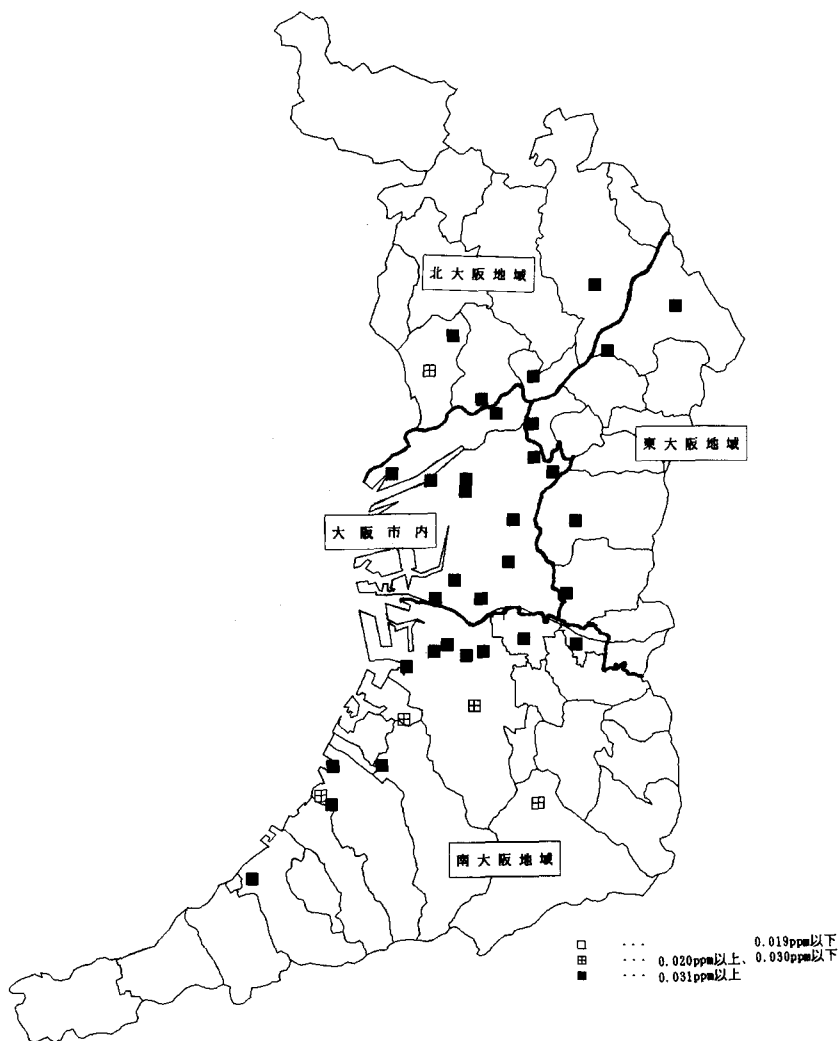 北大阪地域
東大阪地域
大阪市内
南大阪地域
□ ・・・ 0.019ppm以下
⊞ ・・・ 0.020ppm以上、0.030ppm以下
■ ・・・ 0.031ppm以上